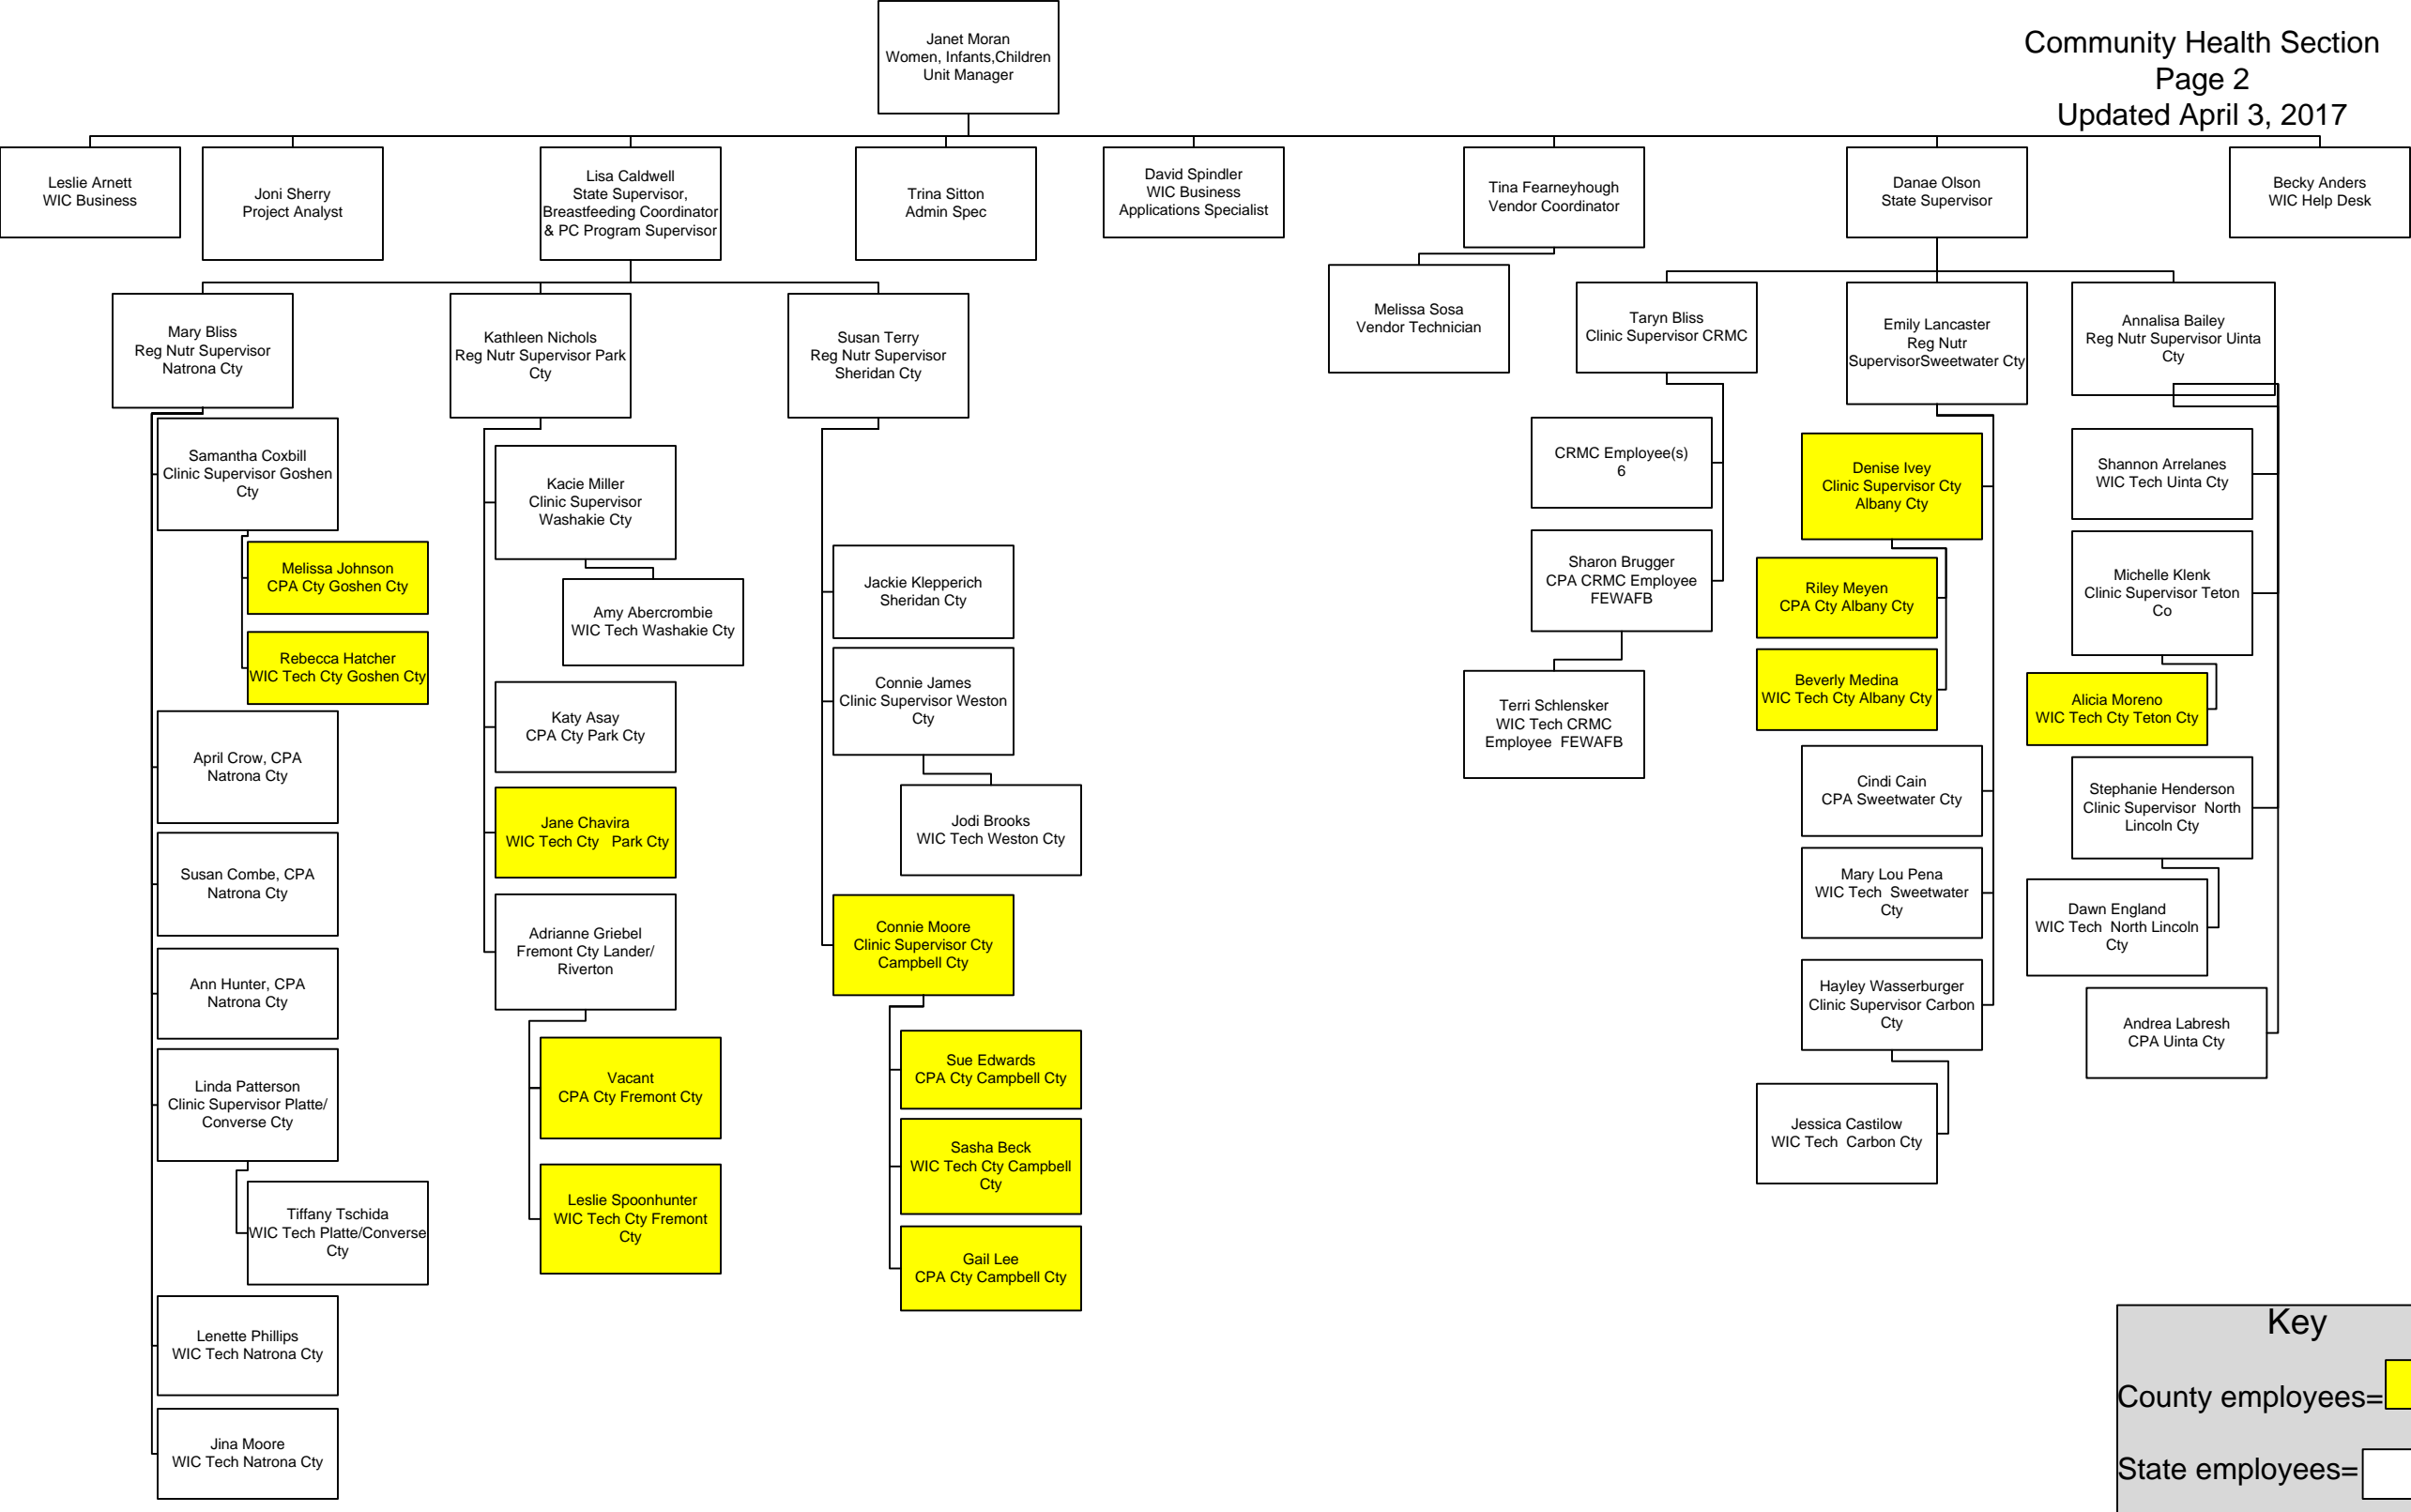 Janet Moran
Women, Infants,Children
Unit Manager
Community Health Section
Page 2
Updated April 3, 2017
Leslie Arnett
WIC Business
Joni Sherry
Project Analyst
Lisa Caldwell
State Supervisor,
Breastfeeding Coordinator
& PC Program Supervisor
Trina Sitton
Admin Spec
David Spindler
WIC Business
Applications Specialist
Tina Fearneyhough
Vendor Coordinator
Danae Olson
State Supervisor
Becky Anders
WIC Help Desk
Mary Bliss
Reg Nutr Supervisor
Natrona Cty
Kathleen Nichols
Reg Nutr Supervisor Park
Cty
Susan Terry
Reg Nutr Supervisor
Sheridan Cty
Melissa Sosa
Vendor Technician
Taryn Bliss
Clinic Supervisor CRMC
Emily Lancaster
Reg Nutr
SupervisorSweetwater Cty
Annalisa Bailey
Reg Nutr Supervisor Uinta
Cty
Samantha Coxbill
Clinic Supervisor Goshen
Cty
Melissa Johnson
CPA Cty Goshen Cty
Rebecca Hatcher
WIC Tech Cty Goshen Cty
April Crow, CPA
Natrona Cty
Susan Combe, CPA
Natrona Cty
Ann Hunter, CPA
Natrona Cty
Linda Patterson
Clinic Supervisor Platte/
Converse Cty
Tiffany Tschida
WIC Tech Platte/Converse
Cty
Lenette Phillips
WIC Tech Natrona Cty
Jina Moore
WIC Tech Natrona Cty
Kacie Miller
Clinic Supervisor
Washakie Cty
Amy Abercrombie
WIC Tech Washakie Cty
Katy Asay
CPA Cty Park Cty
Jane Chavira
WIC Tech Cty   Park Cty
Adrianne Griebel
Fremont Cty Lander/
Riverton
Vacant
CPA Cty Fremont Cty
Leslie Spoonhunter
WIC Tech Cty Fremont
Cty
Jackie Klepperich
Sheridan Cty
Connie James
Clinic Supervisor Weston
Cty
Jodi Brooks
WIC Tech Weston Cty
Connie Moore
Clinic Supervisor Cty
Campbell Cty
Sue Edwards
CPA Cty Campbell Cty
Sasha Beck
WIC Tech Cty Campbell
Cty
Gail Lee
CPA Cty Campbell Cty
CRMC Employee(s)
6
Sharon Brugger
CPA CRMC Employee
FEWAFB
Terri Schlensker
WIC Tech CRMC
Employee  FEWAFB
Denise Ivey
Clinic Supervisor Cty
Albany Cty
Riley Meyen
CPA Cty Albany Cty
Beverly Medina
WIC Tech Cty Albany Cty
Cindi Cain
CPA Sweetwater Cty
Mary Lou Pena
WIC Tech  Sweetwater
Cty
Hayley Wasserburger
Clinic Supervisor Carbon
Cty
Jessica Castilow
WIC Tech  Carbon Cty
Shannon Arrelanes
WIC Tech Uinta Cty
Michelle Klenk
Clinic Supervisor Teton
Co
Alicia Moreno
WIC Tech Cty Teton Cty
Stephanie Henderson
Clinic Supervisor  North
Lincoln Cty
Dawn England
WIC Tech  North Lincoln
Cty
Andrea Labresh
CPA Uinta Cty
Key
County employees=
State employees=